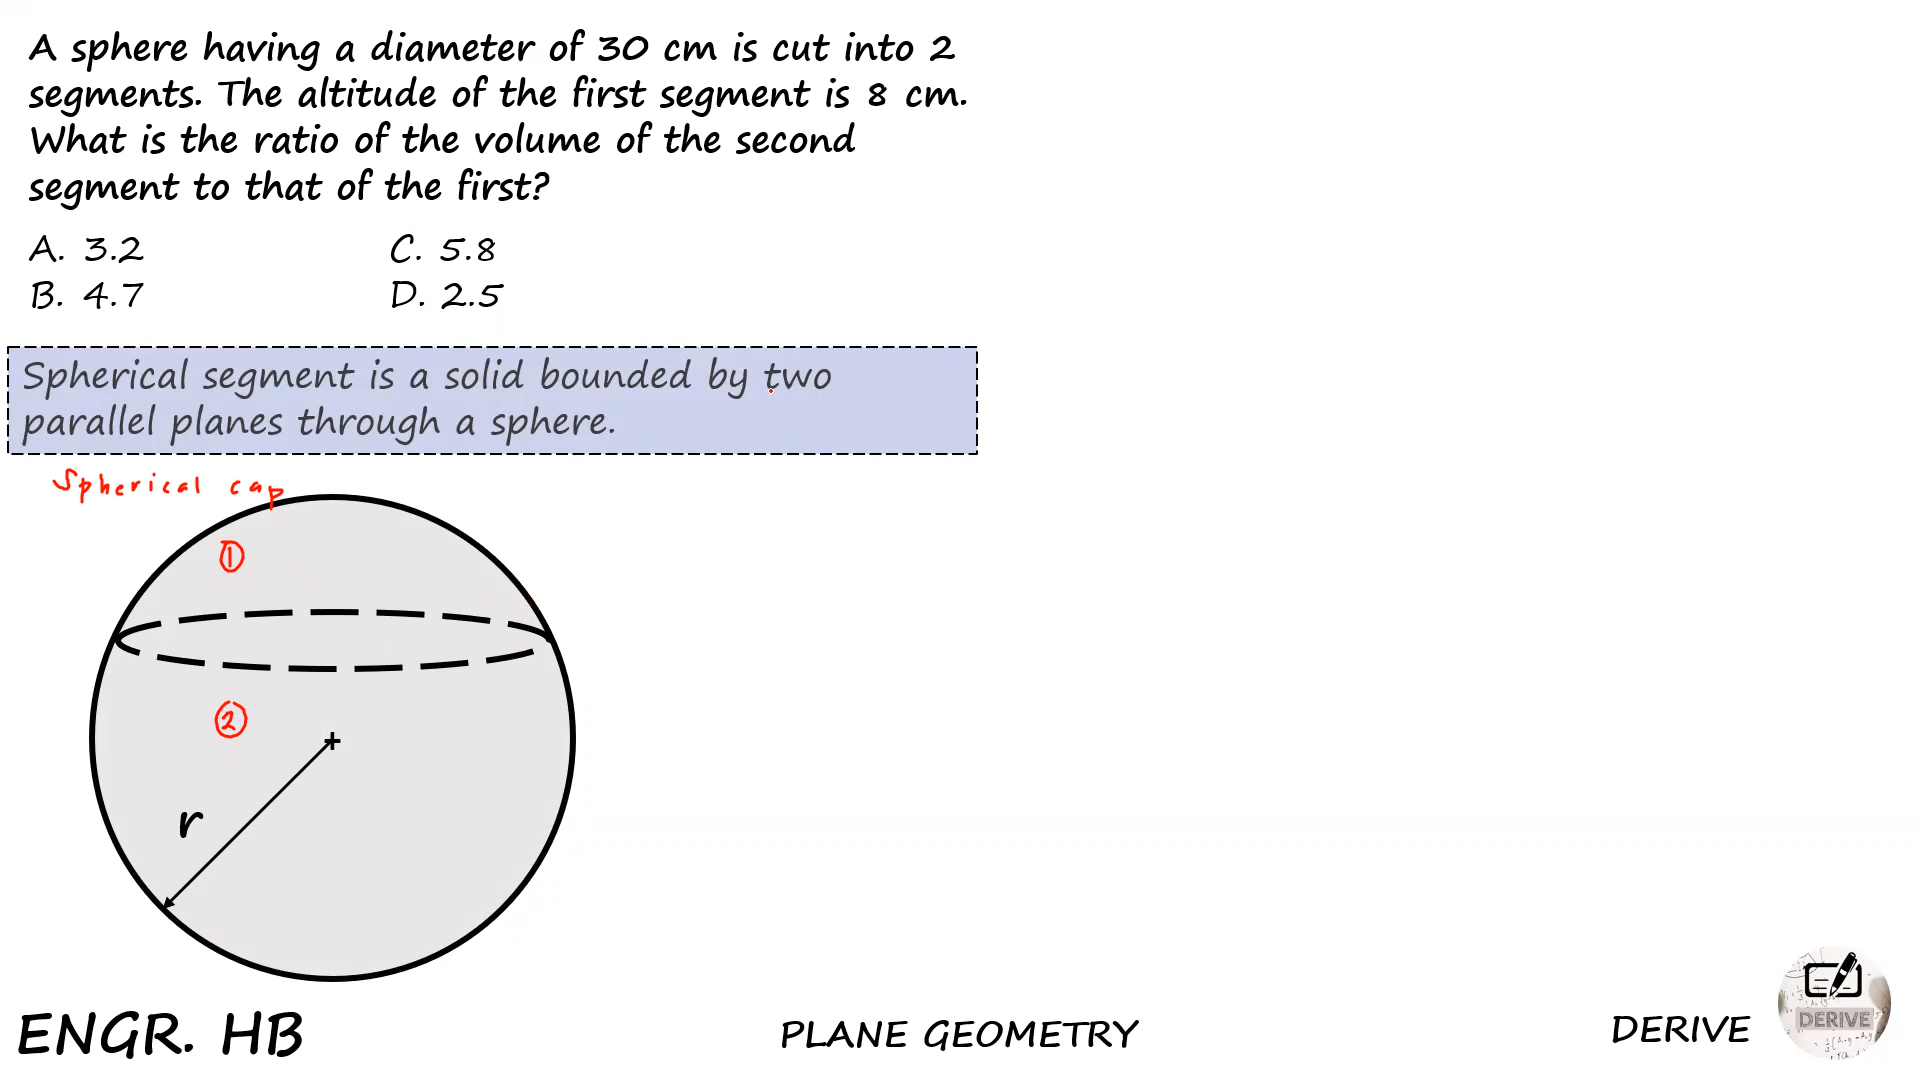 A sphere having a diameter of 30 cm is cut into 2
segments. The altitude of the first segment is 8 cm.
What is the ratio of the volume of the second
segment to that of the first?
A. 3.2
C. 5.8
B. 4.7
D. 2.5
Spherical segment is a solid bounded by two
parallel planes through a sphere.
Spherical cap
①
②
r
ENGR. HB
PLANE GEOMETRY
DERIVE
DERIVE